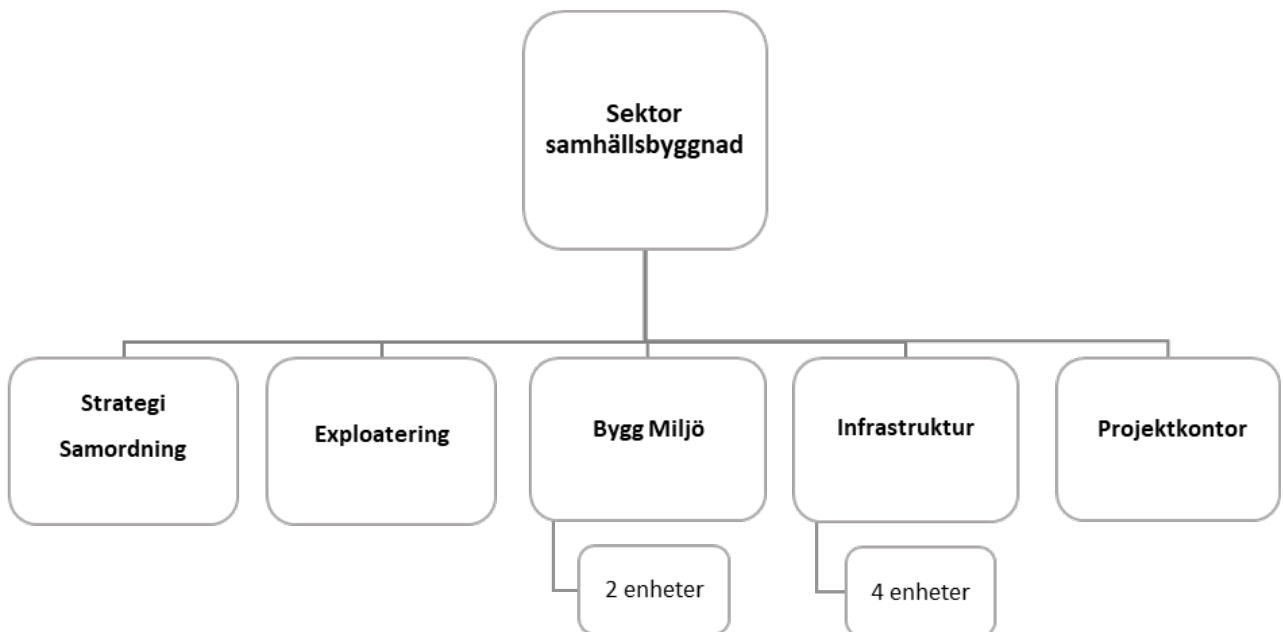 Sektor
samhällsbyggnad
Strategi
Samordning
Exploatering
Bygg Miljö
Infrastruktur
Projektkontor
2 enheter
4 enheter